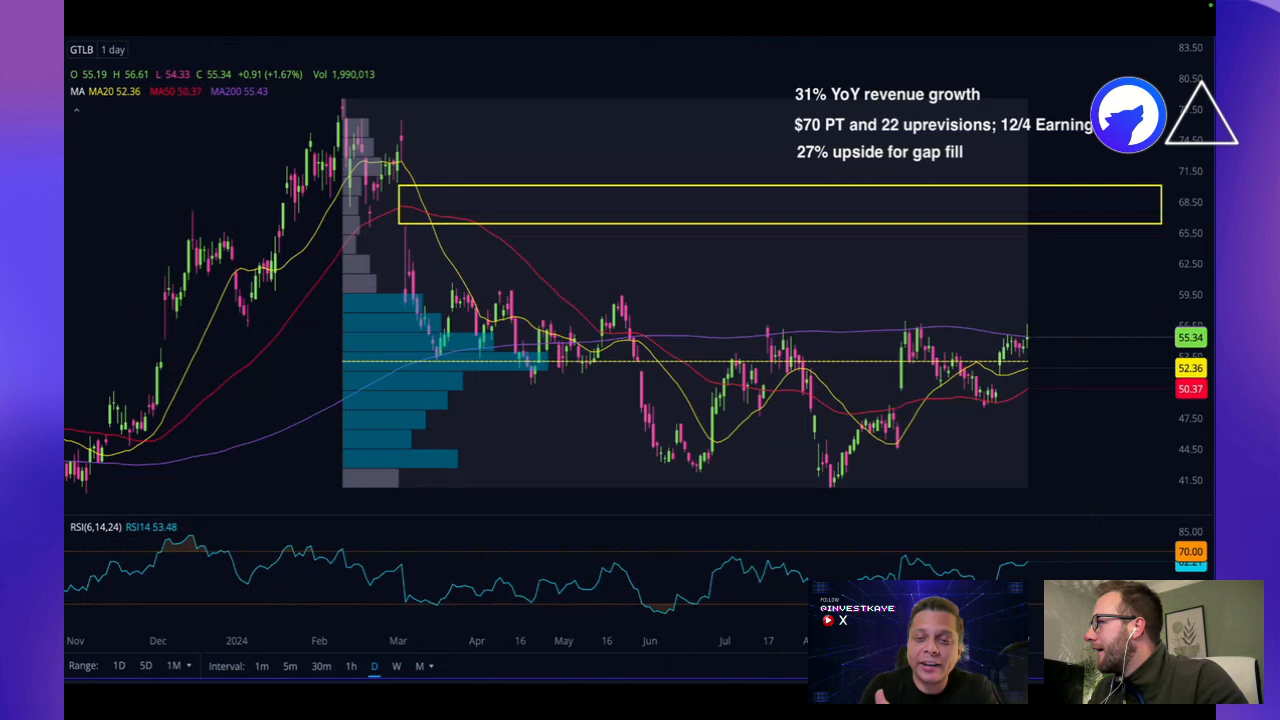 GTLB 1 day
83.50
O 55.19 H 56.61 L 54.33 C 55.34 +0.91 (+1.67%) Vol 1,990,013
80.50
MA MA20 52.36 MA50 50.37 MA200 55.43
31% YoY revenue growth
$70 PT and 22 uprevisions; 12/4 Earning
27% upside for gap fill
74.50
71.50
68.50
65.50
62.50
59.50
55.34
52.36
50.37
47.50
44.50
41.50
RSI(6,14,24) RSI14 53.48
85.00
70.00
FOLLOW
@INVESTKAYE
X
Nov Dec 2024 Feb Mar Apr 16 May 16 Jun Jul 17
Range: 1D 5D 1M Interval: 1m 5m 30m 1h D W M